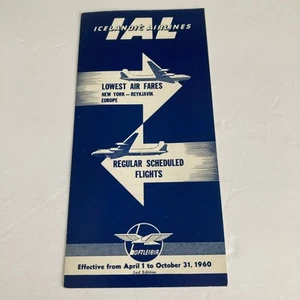 IAL
ICELANDIC AIRLINES
LOWEST AIR FARES
NEW YORK — REYKJAVIK
EUROPE
REGULAR SCHEDULED
FLIGHTS
LOFTLEIDIR
Effective from April 1 to October 31, 1960
2nd Edition